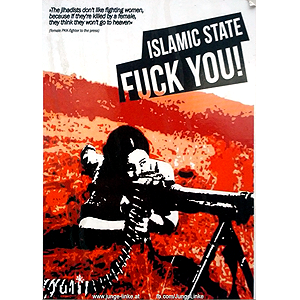 »The Jihadists don't like fighting women,
because if they're killed by a female,
they think they won't go to heaven«
(female PKK-fighter to the press)
ISLAMIC STATE
FUCK YOU!
www.junge-linke.at
fb.com/JungeLinke